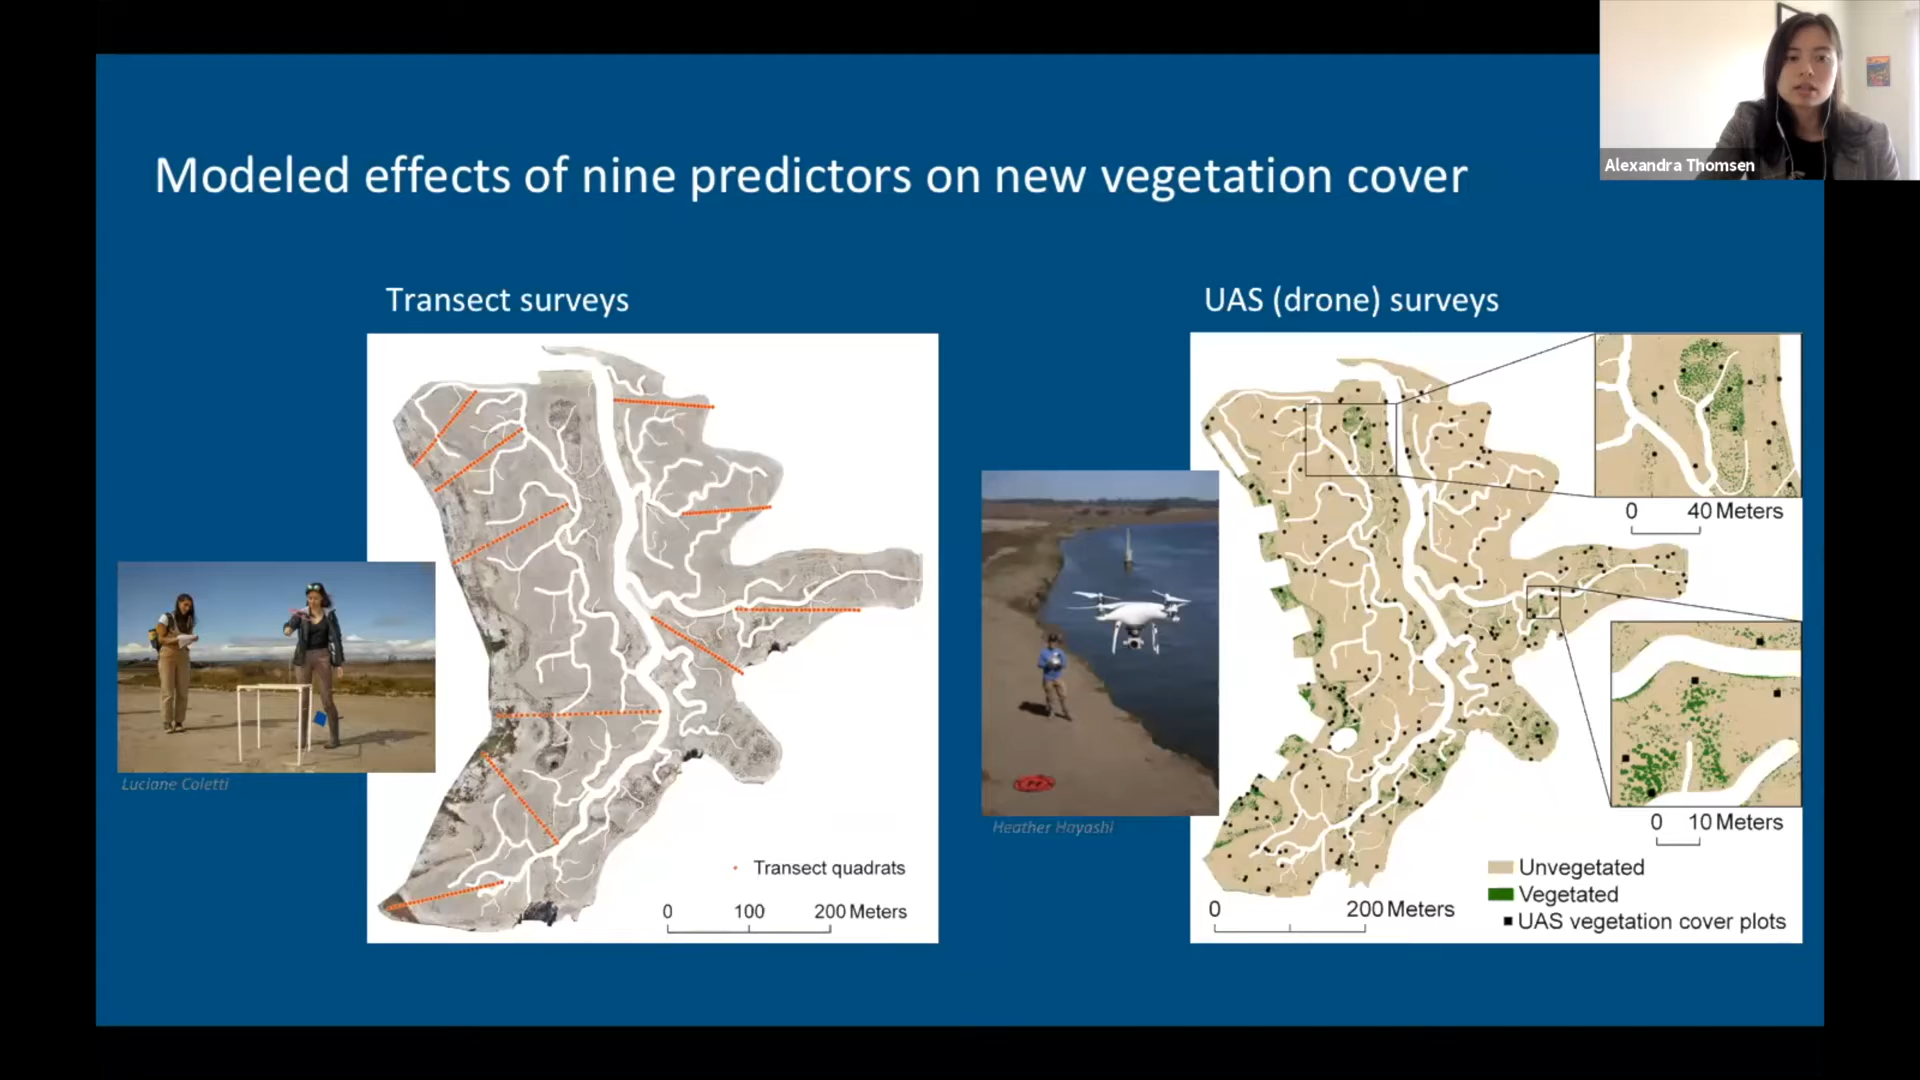 Alexandra Thomsen
Modeled effects of nine predictors on new vegetation cover
Transect surveys
Luciane Coletti
Transect quadrats
0 100 200 Meters
UAS (drone) surveys
Heather Hayashi
0 40 Meters
0 10 Meters
Unvegetated
Vegetated
UAS vegetation cover plots
0 200 Meters